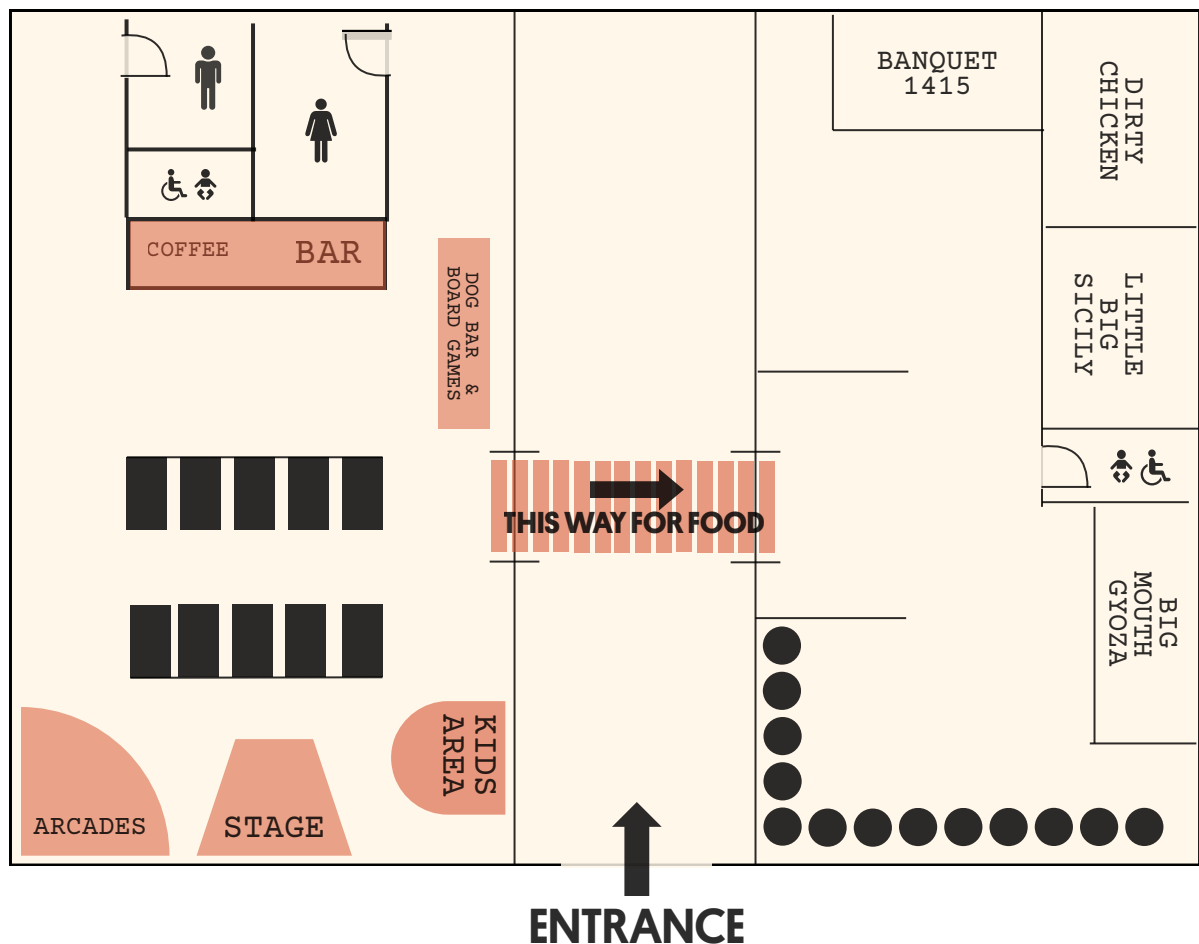 BANQUET
1415
DIRTY
CHICKEN
COFFEE
BAR
DOG BAR &
BOARD GAMES
LITTLE
BIG
SICILY
THIS WAY FOR FOOD
BIG
MOUTH
GYOZA
KIDS
AREA
ARCADES
STAGE
ENTRANCE